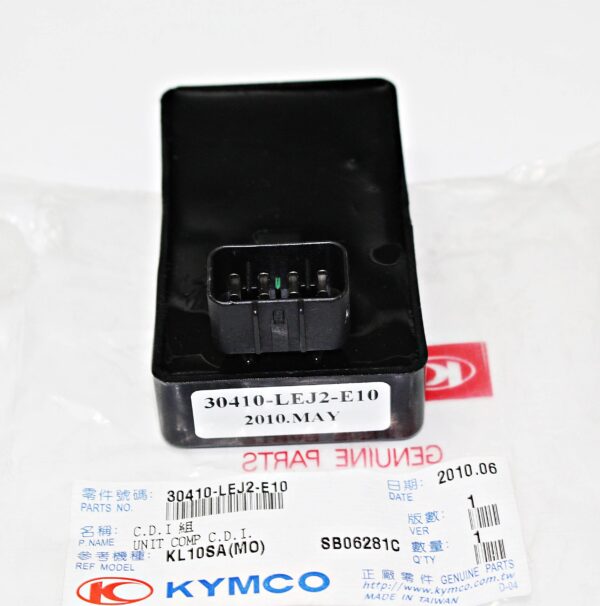 30410-LEJ2-E10
2010.MAY
GENUINE PARTS
零件號碼: 30410-LEJ2-E10
PARTS NO.
日期: 2010.06
DATE
名稱: C.D.I 組
P.NAME UNIT COMP C.D.I.
版數: 1
VER
參考機種: KL10SA(MO) SB06281C
REF MODEL
數量: 1
Q'TY
KYMCO
正廠零件 GENUINE PARTS
http://www.kymco.com.tw
MADE IN TAIWAN D-04